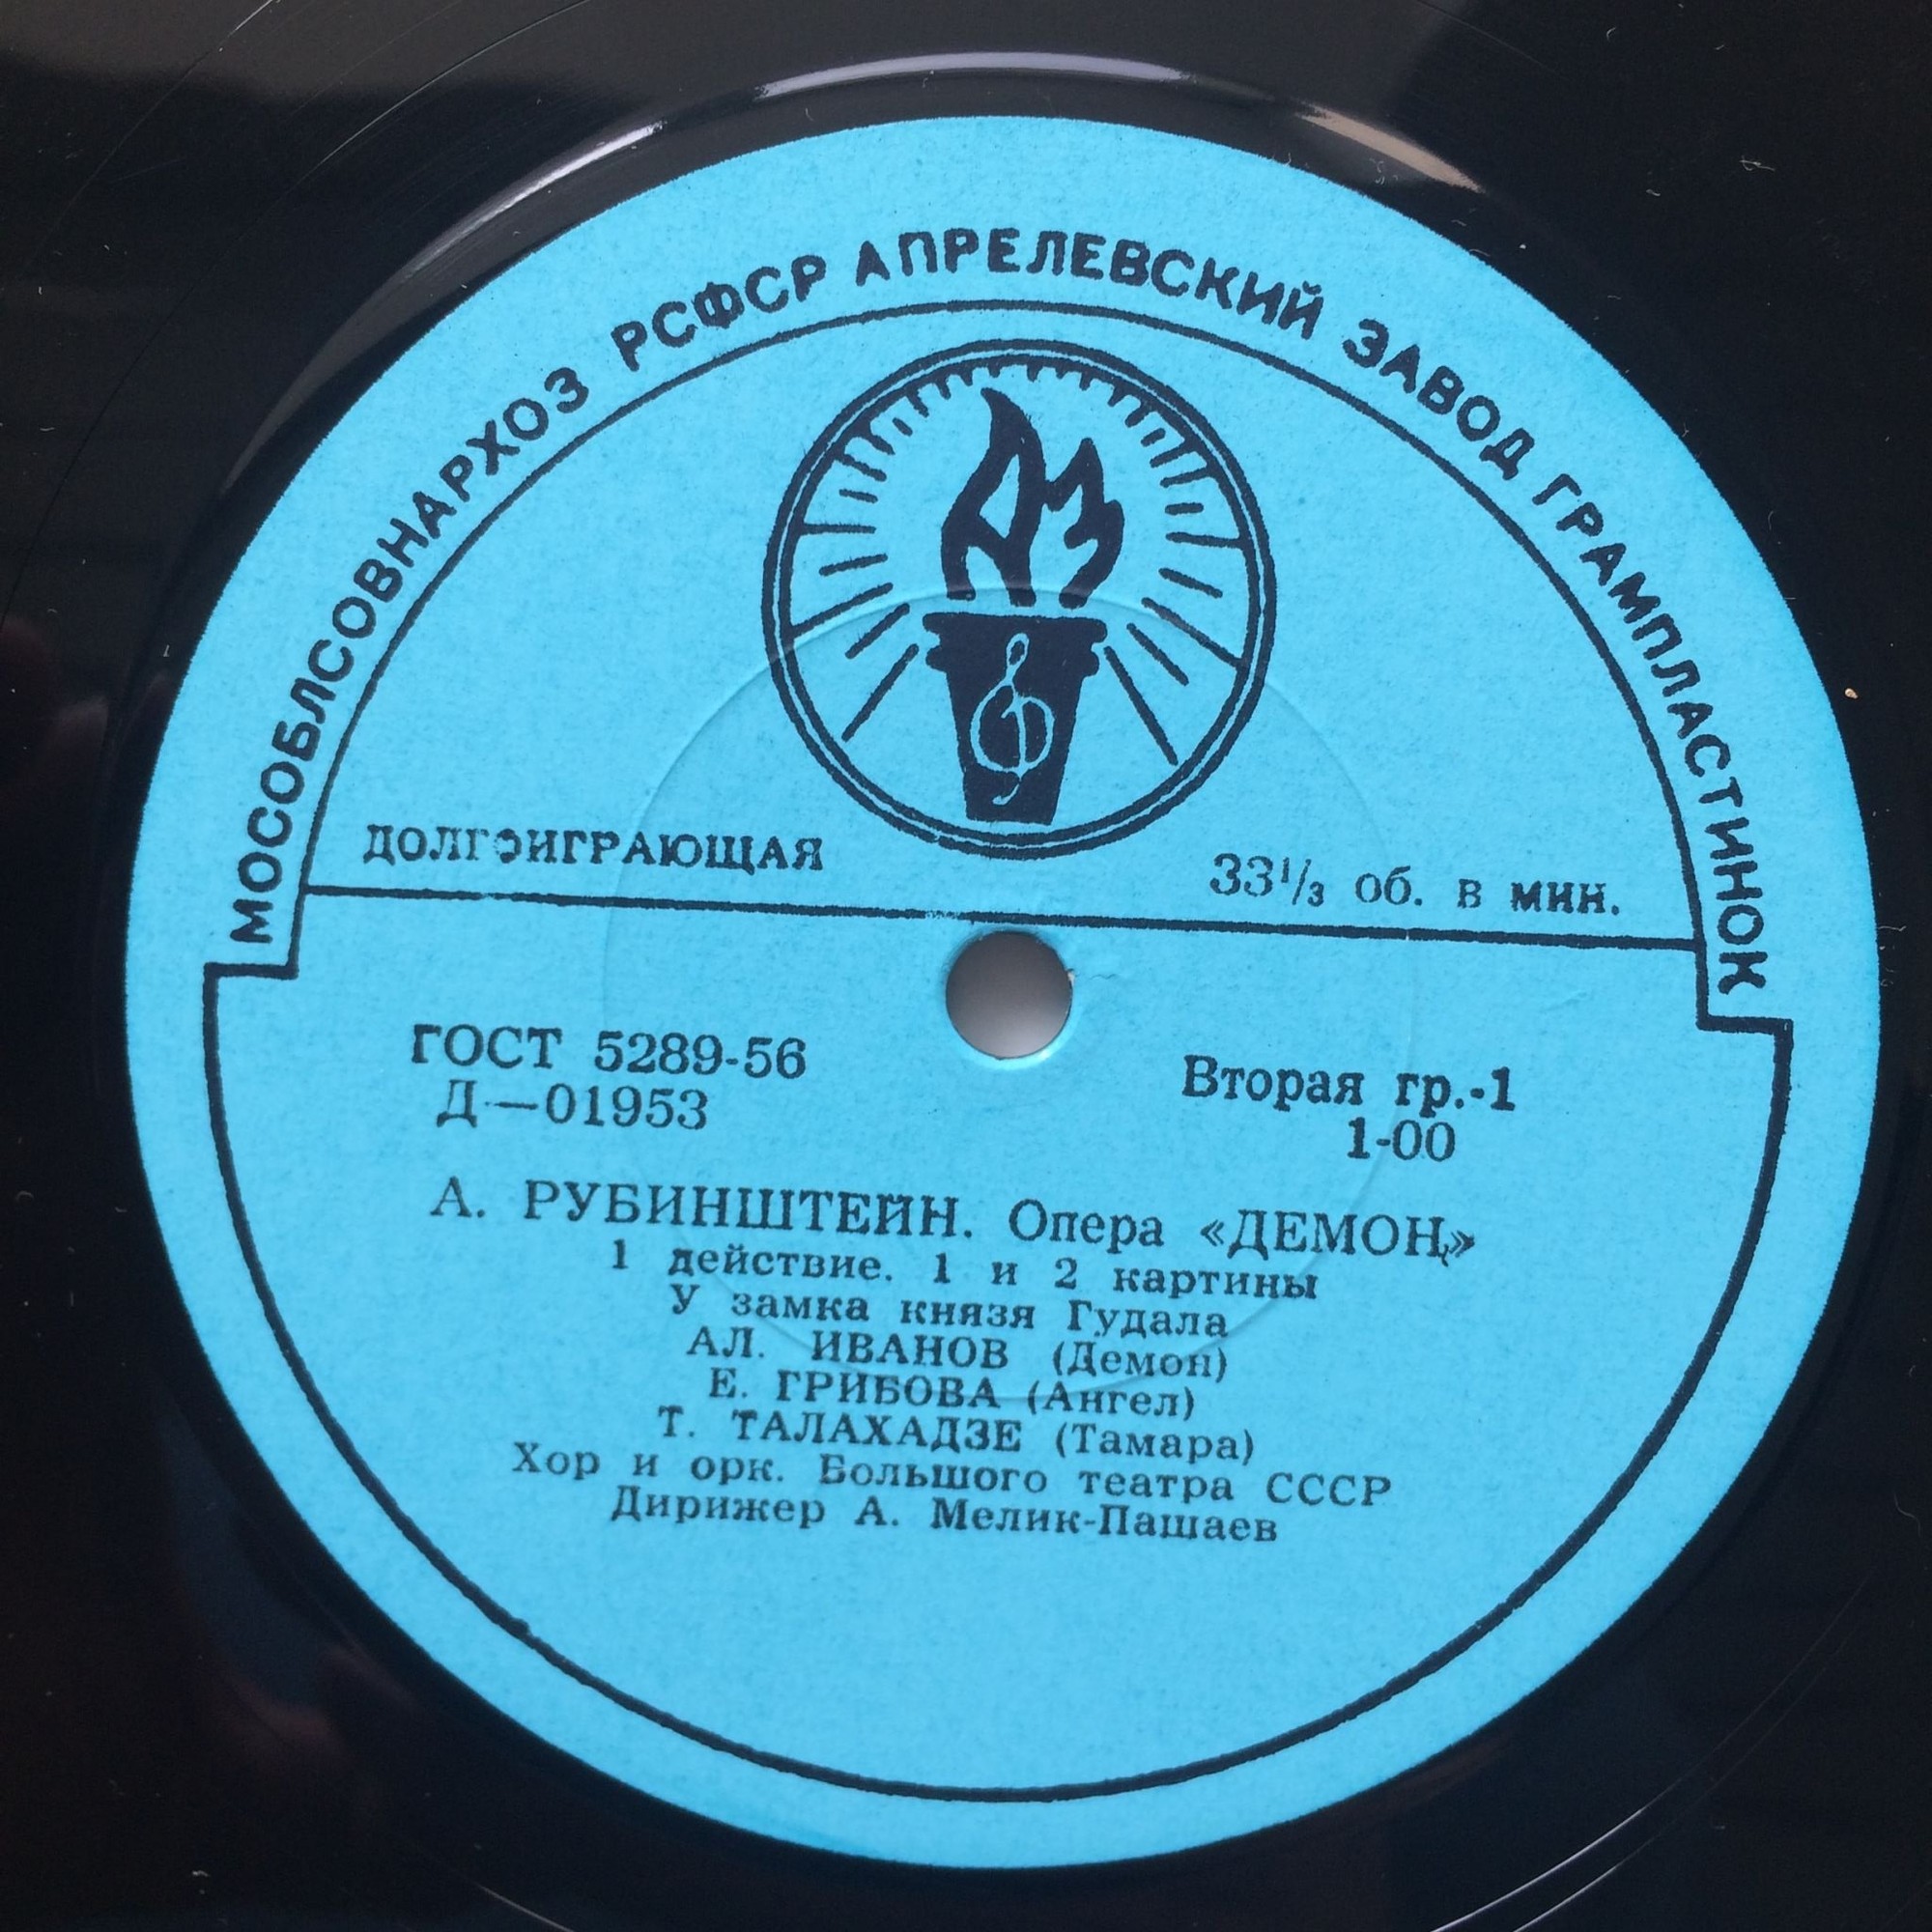 МОСОБЛСОВНАРХОЗ РСФСР АПРЕЛЕВСКИЙ ЗАВОД ГРАМПЛАСТИНОК
ДОЛГОИГРАЮЩАЯ
33⅓ об. в мин.
ГОСТ 5289-56
Вторая гр.-1
Д—01953
1-00
А. РУБИНШТЕЙН. Опера «ДЕМОН»
1 действие. 1 и 2 картины
У замка князя Гудала
АЛ. ИВАНОВ (Демон)
Е. ГРИБОВА (Ангел)
Т. ТАЛАХАДЗЕ (Тамара)
Хор и орк. Большого театра СССР
Дирижер А. Мелик-Пашаев